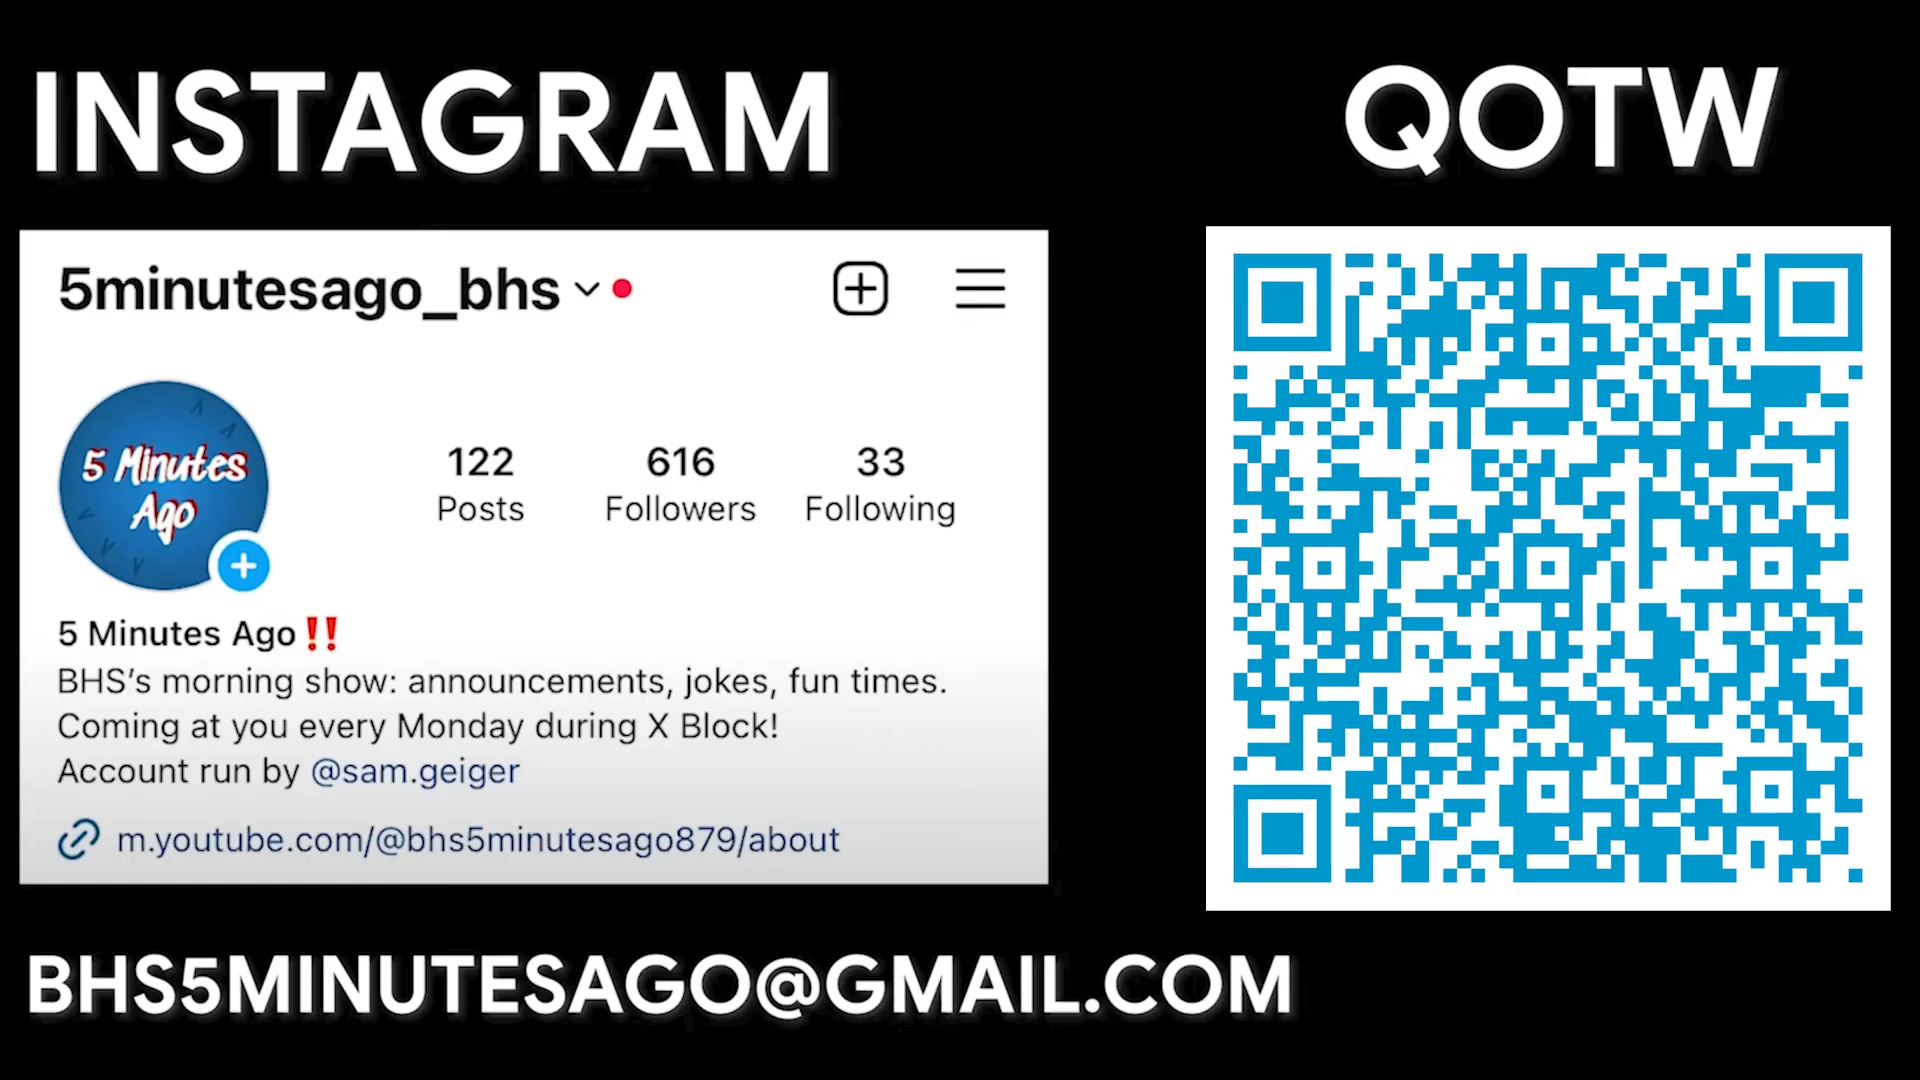 INSTAGRAM
QOTW
5minutesago_bhs
5 Minutes
Ago
122
Posts
616
Followers
33
Following
5 Minutes Ago‼️
BHS’s morning show: announcements, jokes, fun times.
Coming at you every Monday during X Block!
Account run by @sam.geiger
m.youtube.com/@bhs5minutesago879/about
BHS5MINUTESAGO@GMAIL.COM